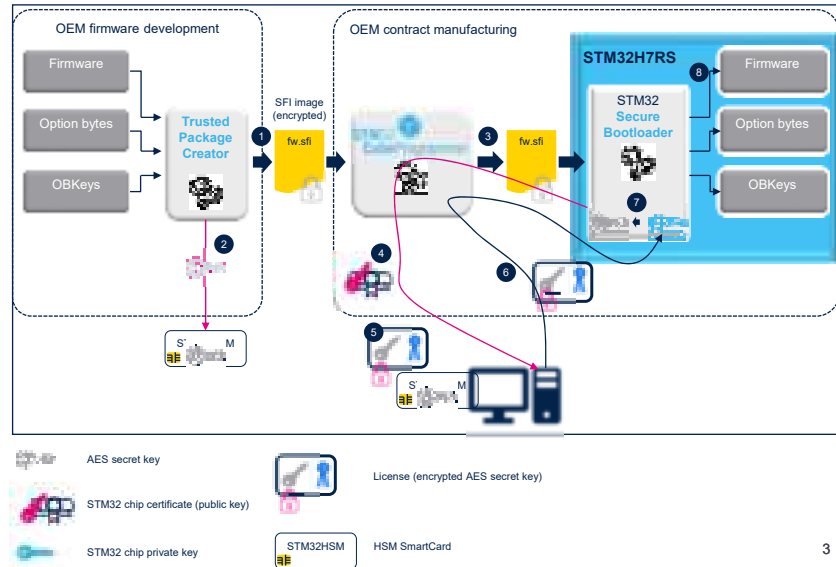 OEM firmware development
OEM contract manufacturing
Firmware
Option bytes
OBKeys
Trusted
Package
Creator
1
SFI image
(encrypted)
fw.sfi
2
3
fw.sfi
STM32H7RS
STM32
Secure
Bootloader
8
Firmware
Option bytes
OBKeys
7
4
6
5
AES secret key
STM32 chip certificate (public key)
STM32 chip private key
License (encrypted AES secret key)
STM32HSM
HSM SmartCard
3